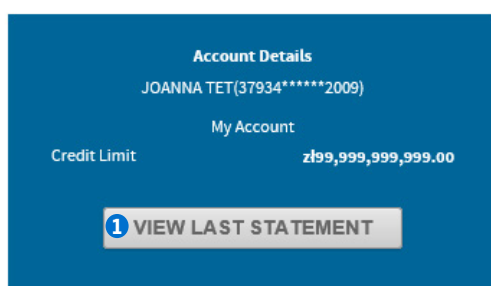 Account Details
JOANNA TET(37934******2009)
My Account
Credit Limit zł99,999,999,999.00
1 VIEW LAST STATEMENT